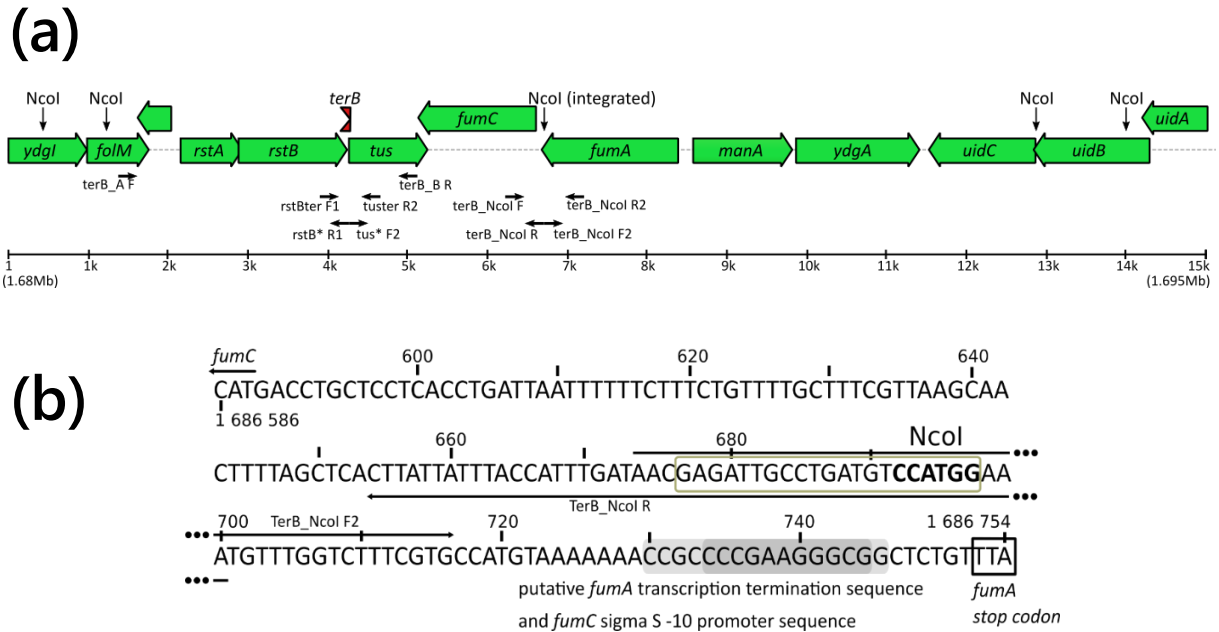 (a)
NcoI NcoI terB NcoI (integrated) NcoI NcoI
fumC uidA
ydgI folM rstA rstB tus fumA manA ydgA uidC uidB
terB_A F terB_B R
rstBter F1 tuster R2 terB_NcoI F terB_NcoI R2
rstB* R1 tus* F2 terB_NcoI R terB_NcoI F2
1 1k 2k 3k 4k 5k 6k 7k 8k 9k 10k 11k 12k 13k 14k 15k
(1.68Mb) (1.695Mb)
(b)
fumC 600 620 640
CATGACCTGCTCCTCACCTGATTAATTTTTTCTTTCTGTTTTGCTTTCGTTAAGCAA
1 686 586
660 680 NcoI
CTTTTAGCTCACTTATTATTTACCATTTGATAACGAGATTGCCTGATGTCCATGGAA •••
TerB_NcoI R •••
••• 700 TerB_NcoI F2 720 740 1 686 754
ATGTTTGGTCTTTCGTGCCATGTAAAAAAACCGCCCCGAAGGGCGGCTCTGTTTA
•••
putative fumA transcription termination sequence
and fumC sigma S -10 promoter sequence
fumA
stop codon